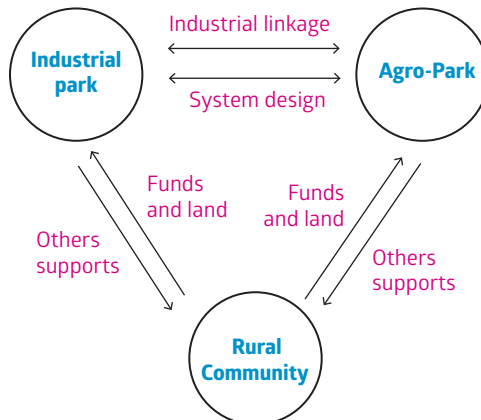 Industrial linkage
Industrial
park
Agro-Park
System design
Funds
and land
Funds
and land
Others
supports
Others
supports
Rural
Community